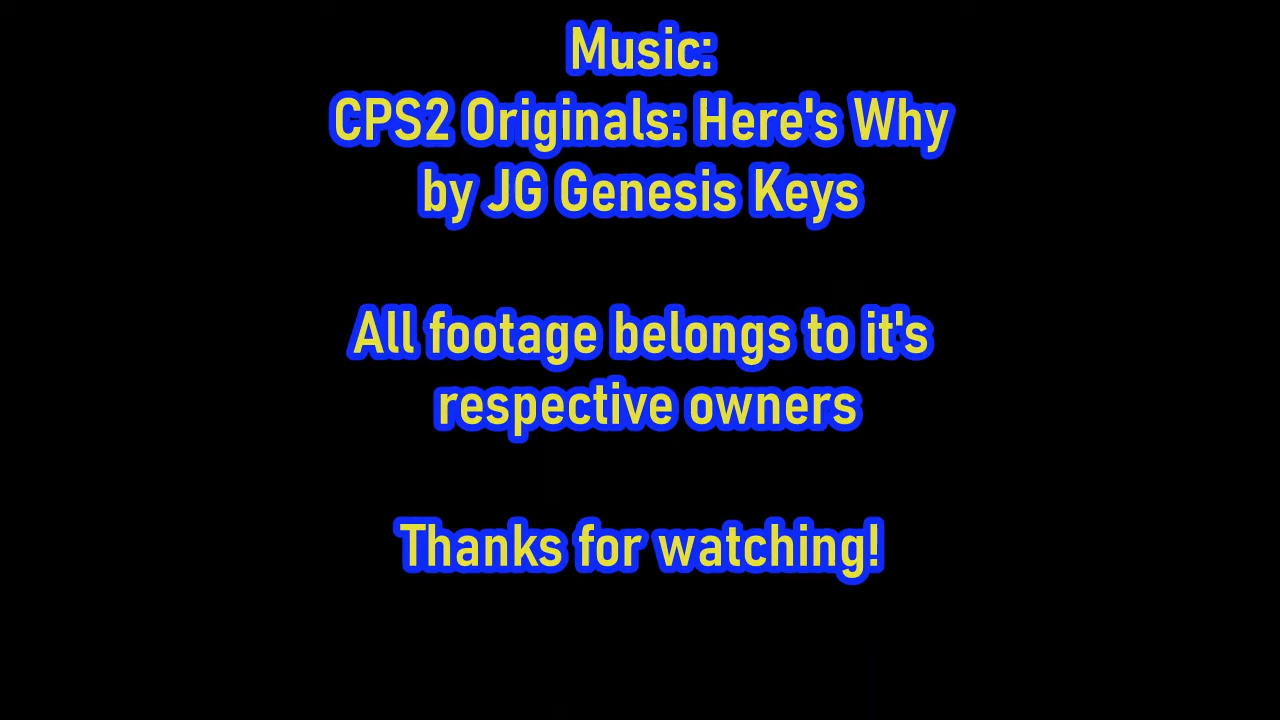 Music:
CPS2 Originals: Here's Why
by JG Genesis Keys
All footage belongs to it's
respective owners
Thanks for watching!